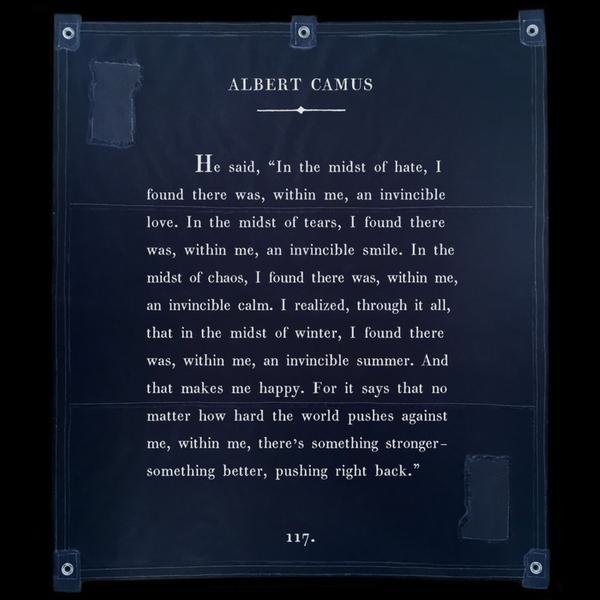 ALBERT CAMUS
He said, “In the midst of hate, I
found there was, within me, an invincible
love. In the midst of tears, I found there
was, within me, an invincible smile. In the
midst of chaos, I found there was, within me,
an invincible calm. I realized, through it all,
that in the midst of winter, I found there
was, within me, an invincible summer. And
that makes me happy. For it says that no
matter how hard the world pushes against
me, within me, there’s something stronger–
something better, pushing right back.”
117.